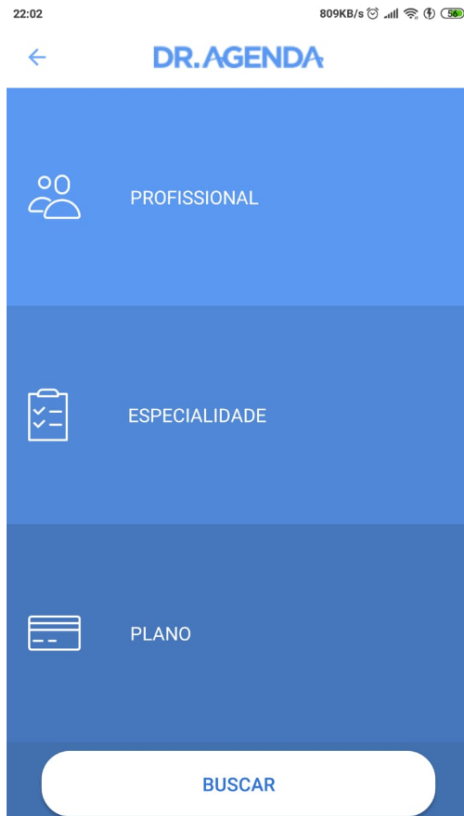 22:02
809KB/s
56
DR.AGENDA
PROFISSIONAL
ESPECIALIDADE
PLANO
BUSCAR